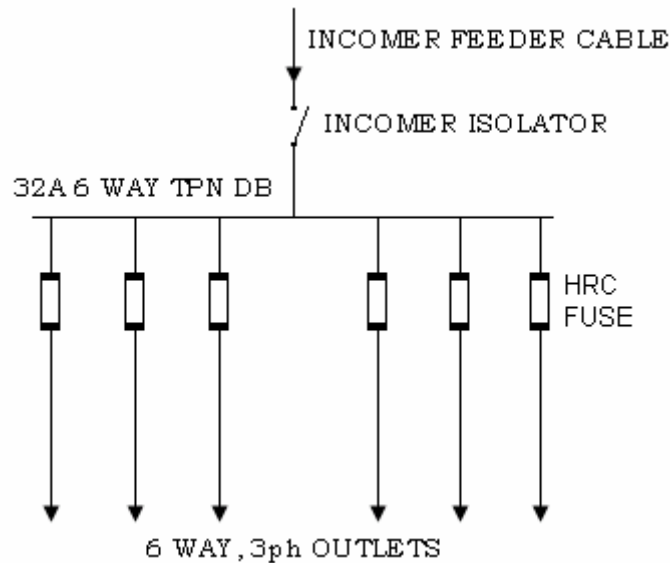 INCOMER FEEDER CABLE
INCOMER ISOLATOR
32A 6 WAY TPN DB
HRC
FUSE
6 WAY, 3ph OUTLETS